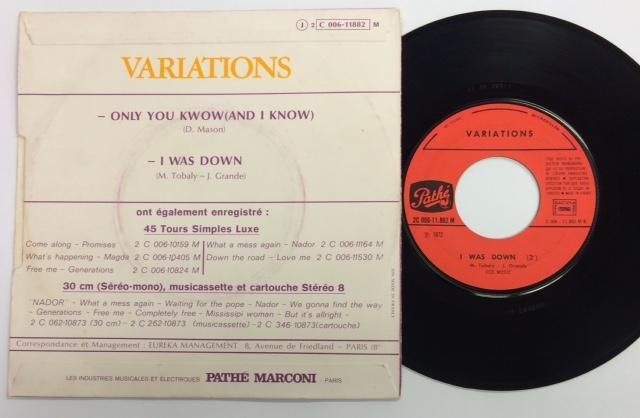 J 2 C 006-11882 M
VARIATIONS
– ONLY YOU KWOW(AND I KNOW)
(D. Mason)
– I WAS DOWN
(M. Tobaly – J. Grande)
ont également enregistré :
45 Tours Simples Luxe
Come along - Promises 2 C 006-10159 M
What's happening - Magda 2 C 006-10405 M
Free me - Generations 2 C 006-10824 M
What a mess again - Nador 2 C 006-11164 M
Down the road - Love me 2 C 006-11530 M
30 cm (Séréo-mono), musicassette et cartouche Stéréo 8
"NADOR" - What a mess again - Waiting for the pope - Nador - We gonna find the way
- Generations - Free me - Completely free - Mississipi woman - But it's allright -
2 C 062-10873 (30 cm) - 2 C 262-10873 (musicassette) - 2 C 346-10873(cartouche)
Correspondance et Management : EUREKA MANAGEMENT 8, Avenue de Friedland - PARIS (8°)
LES INDUSTRIES MUSICALES ET ÉLECTRIQUES PATHÉ MARCONI PARIS
VARIATIONS
Pathé
2C 006-11.882 M
SACEM
1972
I WAS DOWN (2')
M. Tobaly - J. Grande